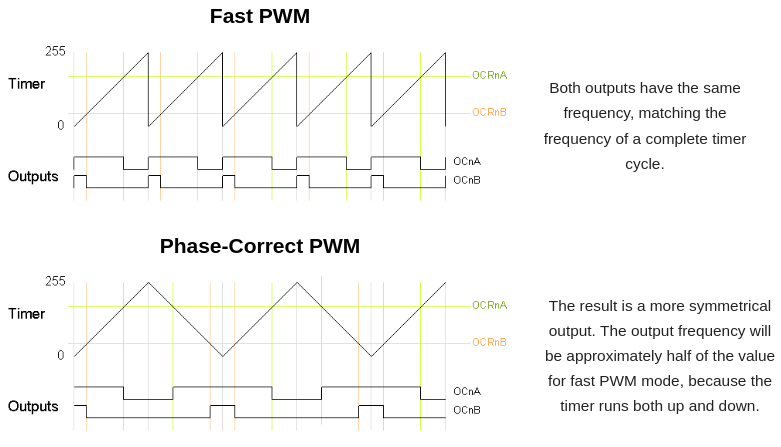 Fast PWM
255
Timer
0
OCRnA
OCRnB
Outputs
OCnA
OCnB
Both outputs have the same
frequency, matching the
frequency of a complete timer
cycle.
Phase-Correct PWM
255
Timer
0
OCRnA
OCRnB
Outputs
OCnA
OCnB
The result is a more symmetrical
output. The output frequency will
be approximately half of the value
for fast PWM mode, because the
timer runs both up and down.